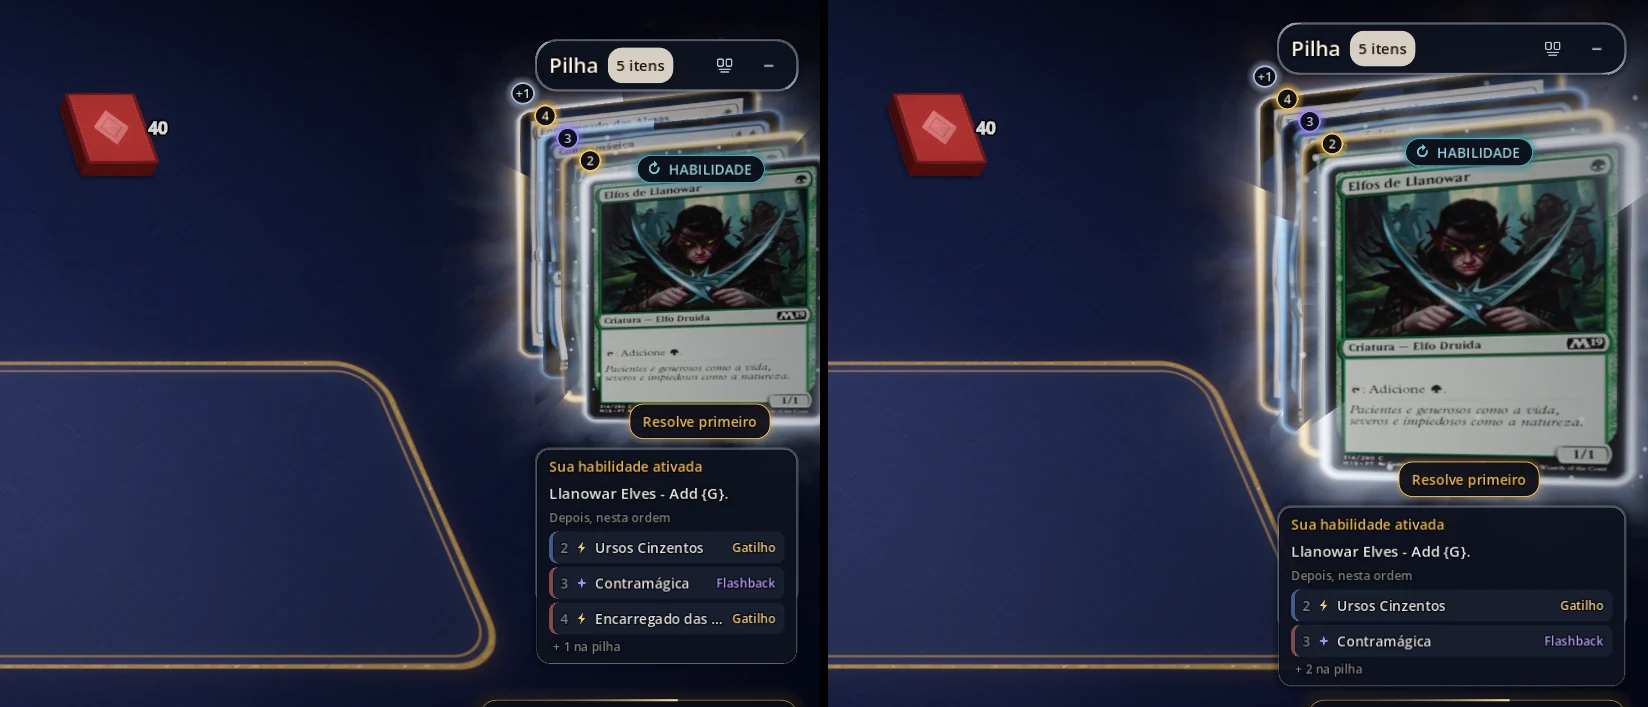 Pilha
5 itens
+1
4
3
2
40
HABILIDADE
Elfos de Llanowar
Criatura — Elfo Druida
M19
: Adicione
Pacientes e generosos como a vida,
severos e impiedosos como a natureza.
1/1
Resolve primeiro
Sua habilidade ativada
Llanowar Elves - Add {G}.
Depois, nesta ordem
2 Ursos Cinzentos Gatilho
3 Contramágica Flashback
4 Encarregado das ... Gatilho
+ 1 na pilha
Pilha
5 itens
+1
4
3
2
40
HABILIDADE
Elfos de Llanowar
Criatura — Elfo Druida
M19
: Adicione
Pacientes e generosos como a vida,
severos e impiedosos como a natureza.
1/1
Resolve primeiro
Sua habilidade ativada
Llanowar Elves - Add {G}.
Depois, nesta ordem
2 Ursos Cinzentos Gatilho
3 Contramágica Flashback
+ 2 na pilha